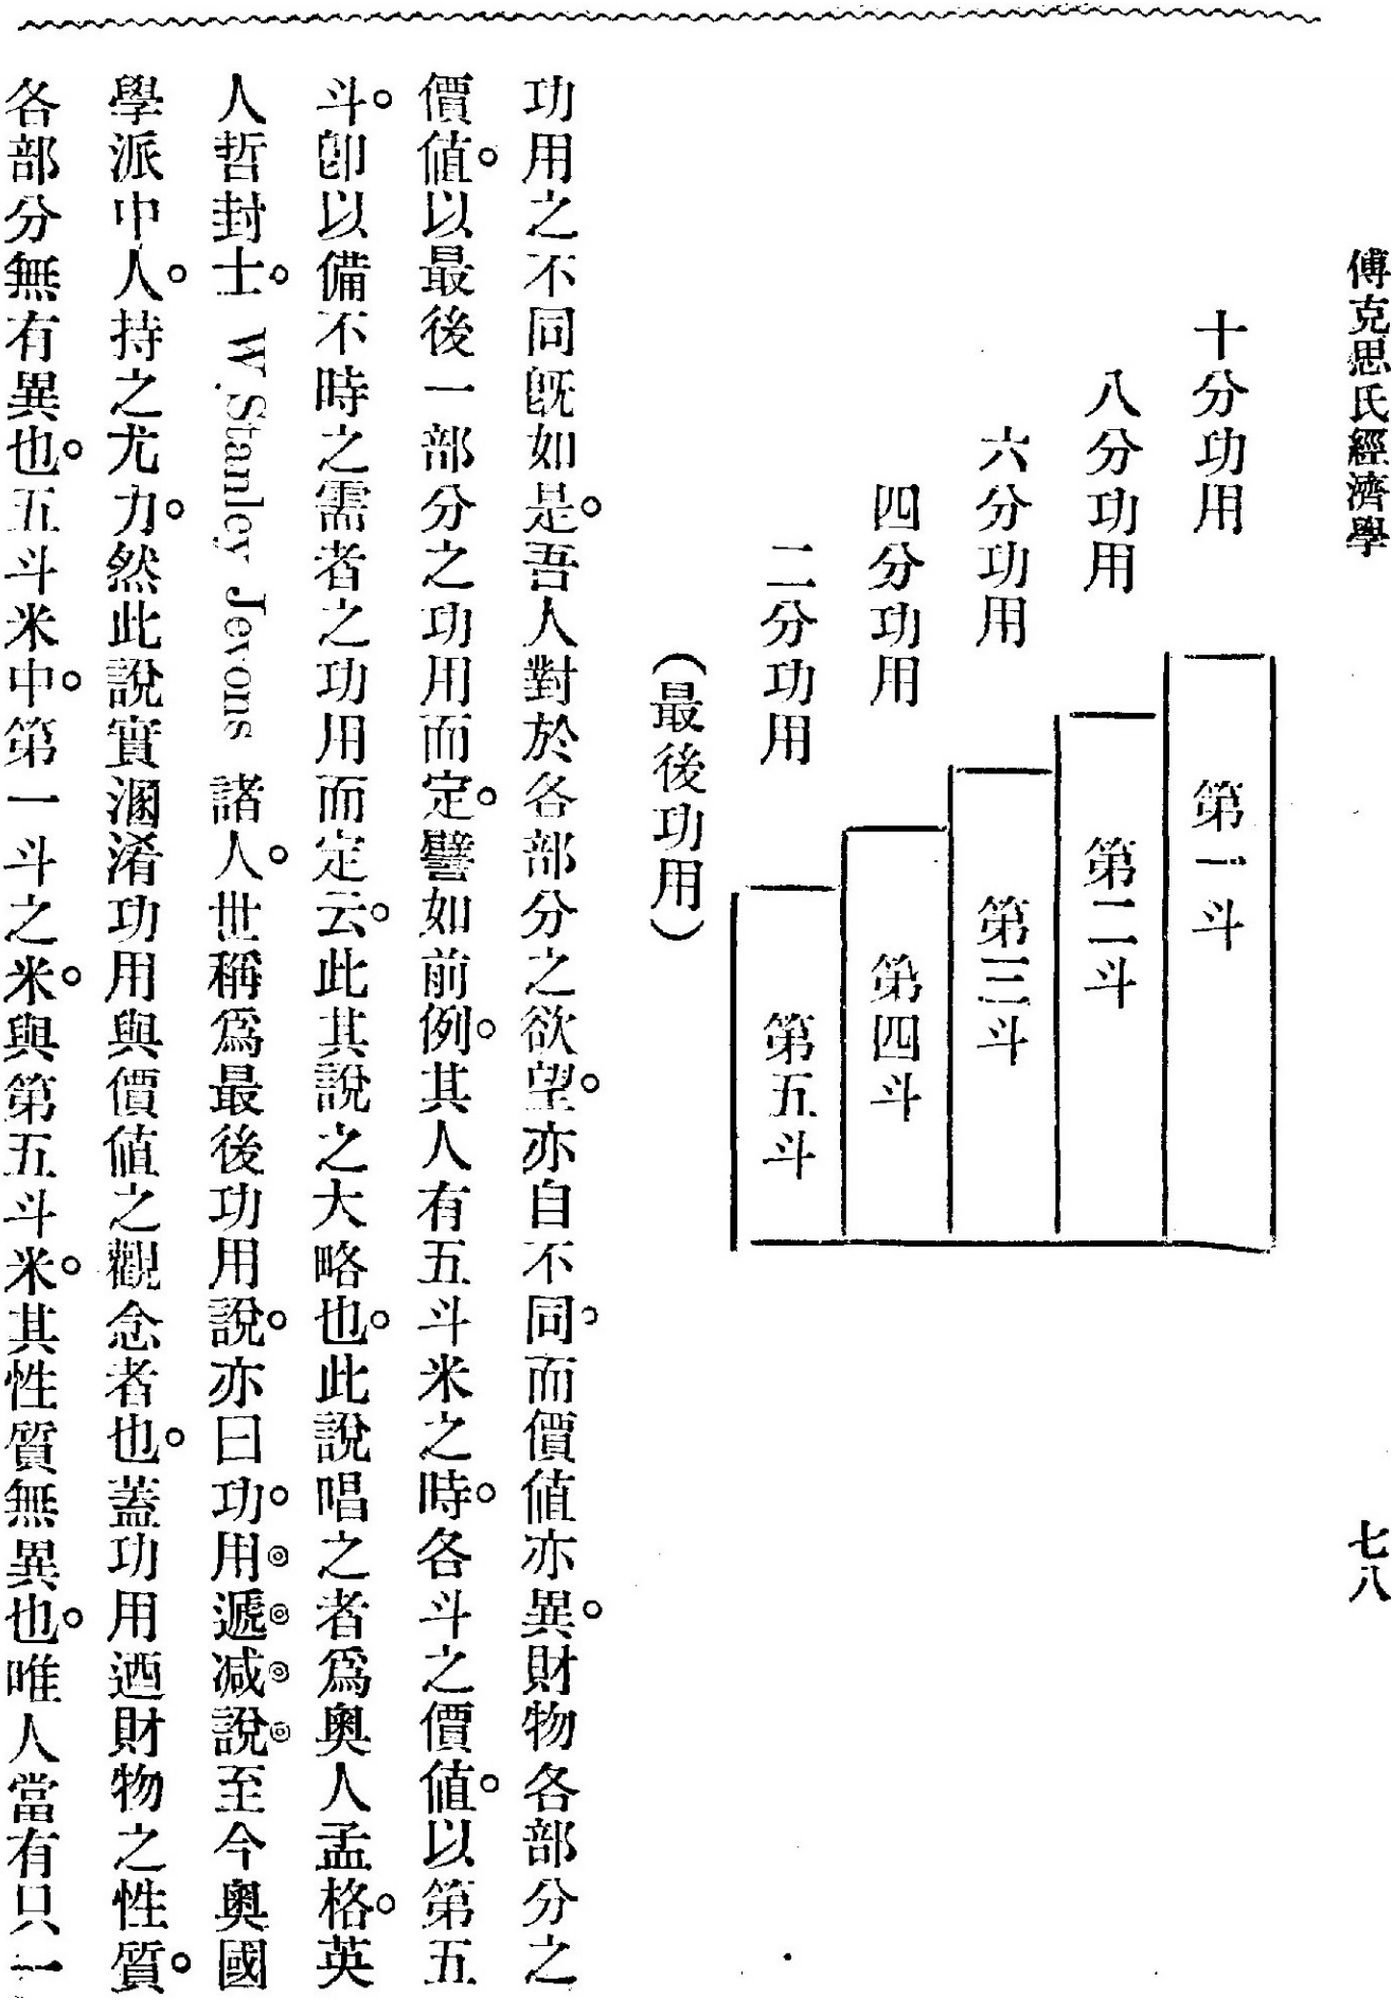 傅克思氏經濟學
七八
十分功用
第一斗
八分功用
第二斗
六分功用
第三斗
四分功用
第四斗
二分功用
第五斗
(最後功用)
功用之不同既如是。吾人對於各部分之欲望。亦自不同。而價値亦異。財物各部分之
價値。以最後一部分之功用而定。譬如前例。其人有五斗米之時。各斗之價値。以第五
斗。卽以備不時之需者之功用而定云。此其說之大略也。此說唱之者爲奧人孟格。英
人哲封士。W. Stanley Jevons 諸人。世稱爲最後功用說。亦曰功用遞减說至今奧國
學派中人。持之尤力。然此說實溷淆功用與價値之觀念者也。蓋功用迺財物之性質。
各部分無有異也。五斗米中。第一斗之米。與第五斗米。其性質無異也。唯人當有只一